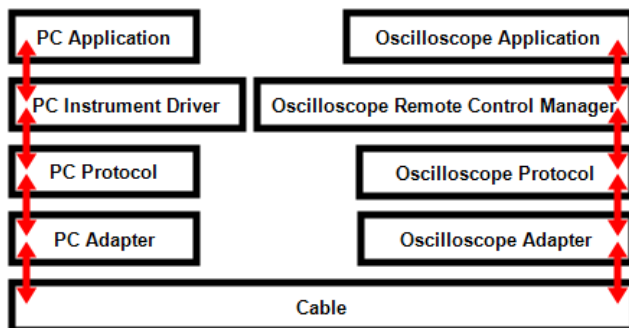 PC Application
Oscilloscope Application
PC Instrument Driver
Oscilloscope Remote Control Manager
PC Protocol
Oscilloscope Protocol
PC Adapter
Oscilloscope Adapter
Cable